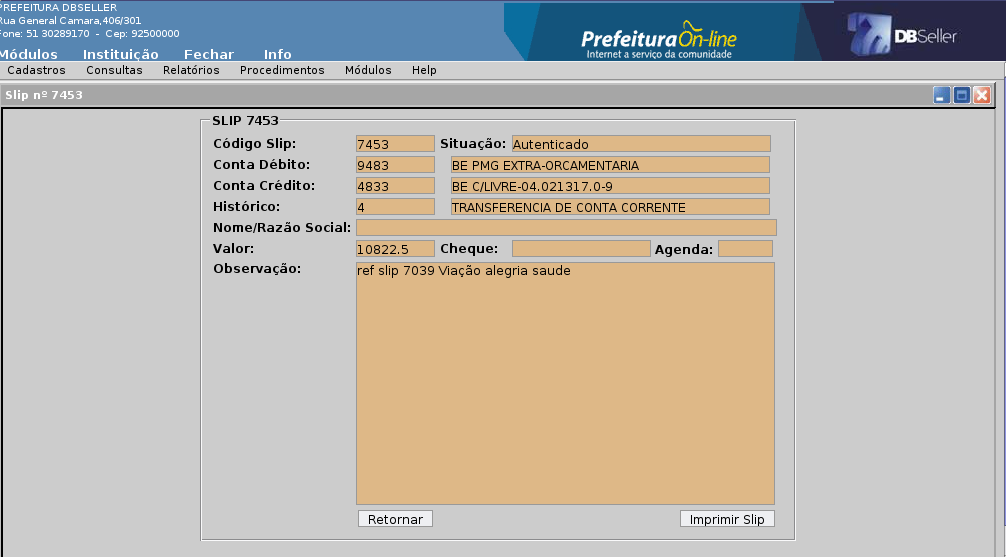 PREFEITURA DBSELLER
Rua General Camara,406/301
Fone: 51 30289170 - Cep: 92500000
Prefeitura On-line
Internet a serviço da comunidade
DBSeller
Módulos Instituição Fechar Info
Cadastros Consultas Relatórios Procedimentos Módulos Help
Slip nº 7453
SLIP 7453
Código Slip: 7453 Situação: Autenticado
Conta Débito: 9483 BE PMG EXTRA-ORCAMENTARIA
Conta Crédito: 4833 BE C/LIVRE-04.021317.0-9
Histórico: 4 TRANSFERENCIA DE CONTA CORRENTE
Nome/Razão Social:
Valor: 10822.5 Cheque: Agenda:
Observação: ref slip 7039 Viação alegria saude
Retornar Imprimir Slip